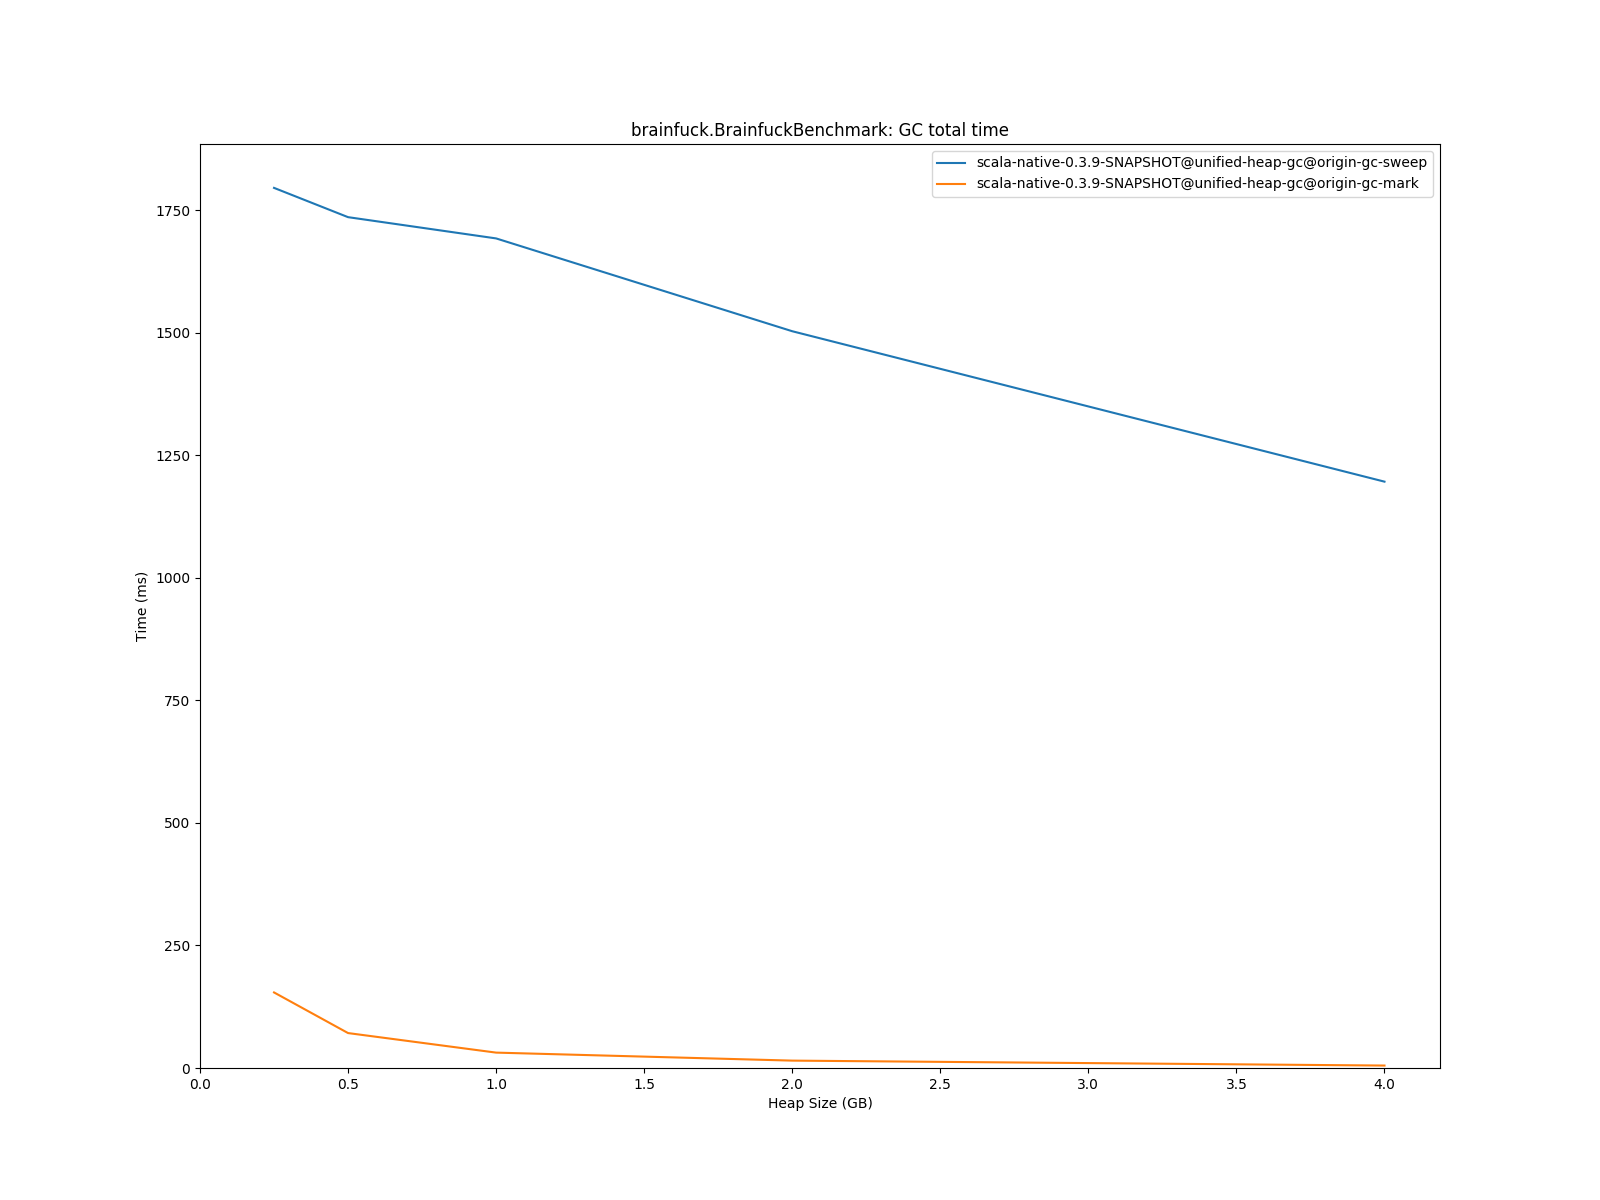 brainfuck.BrainfuckBenchmark: GC total time
scala-native-0.3.9-SNAPSHOT@unified-heap-gc@origin-gc-sweep
scala-native-0.3.9-SNAPSHOT@unified-heap-gc@origin-gc-mark
1750
1500
1250
1000
750
500
250
0
Time (ms)
0.0 0.5 1.0 1.5 2.0 2.5 3.0 3.5 4.0
Heap Size (GB)